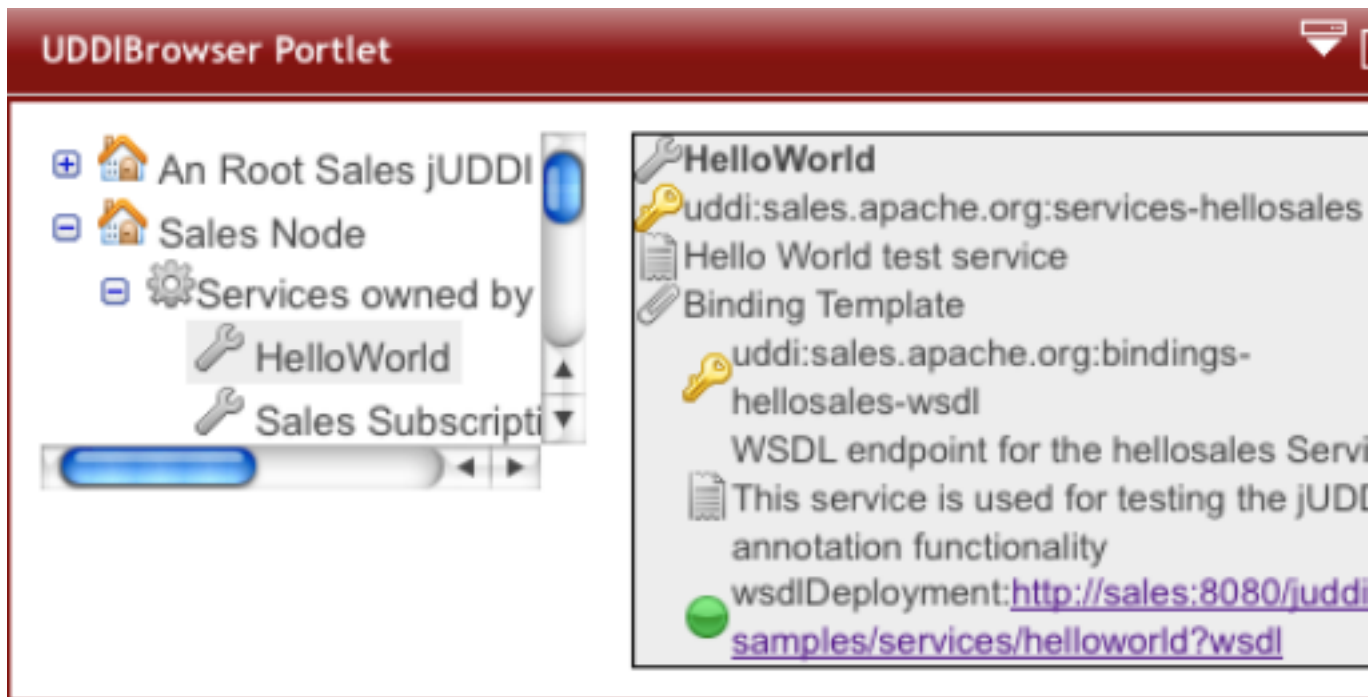 UDDIBrowser Portlet
An Root Sales jUDDI
Sales Node
Services owned by
HelloWorld
Sales Subscripti
HelloWorld
uddi:sales.apache.org:services-hellosales
Hello World test service
Binding Template
uddi:sales.apache.org:bindings-
hellosales-wsdl
WSDL endpoint for the hellosales Servi
This service is used for testing the jUDD
annotation functionality
wsdlDeployment:http://sales:8080/juddi
samples/services/helloworld?wsdl